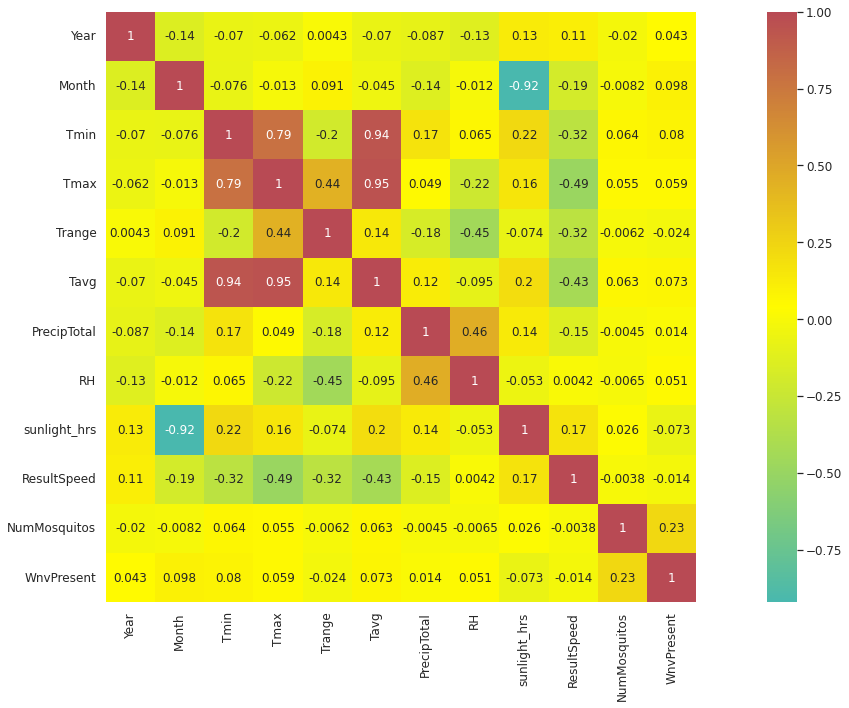 Year 1 -0.14 -0.07 -0.062 0.0043 -0.07 -0.087 -0.13 0.13 0.11 -0.02 0.043
Month -0.14 1 -0.076 -0.013 0.091 -0.045 -0.14 -0.012 -0.92 -0.19 -0.0082 0.098
Tmin -0.07 -0.076 1 0.79 -0.2 0.94 0.17 0.065 0.22 -0.32 0.064 0.08
Tmax -0.062 -0.013 0.79 1 0.44 0.95 0.049 -0.22 0.16 -0.49 0.055 0.059
Trange 0.0043 0.091 -0.2 0.44 1 0.14 -0.18 -0.45 -0.074 -0.32 -0.0062 -0.024
Tavg -0.07 -0.045 0.94 0.95 0.14 1 0.12 -0.095 0.2 -0.43 0.063 0.073
PrecipTotal -0.087 -0.14 0.17 0.049 -0.18 0.12 1 0.46 0.14 -0.15 -0.0045 0.014
RH -0.13 -0.012 0.065 -0.22 -0.45 -0.095 0.46 1 -0.053 0.0042 -0.0065 0.051
sunlight_hrs 0.13 -0.92 0.22 0.16 -0.074 0.2 0.14 -0.053 1 0.17 0.026 -0.073
ResultSpeed 0.11 -0.19 -0.32 -0.49 -0.32 -0.43 -0.15 0.0042 0.17 1 -0.0038 -0.014
NumMosquitos -0.02 -0.0082 0.064 0.055 -0.0062 0.063 -0.0045 -0.0065 0.026 -0.0038 1 0.23
WnvPresent 0.043 0.098 0.08 0.059 -0.024 0.073 0.014 0.051 -0.073 -0.014 0.23 1
Year Month Tmin Tmax Trange Tavg PrecipTotal RH sunlight_hrs ResultSpeed NumMosquitos WnvPresent
1.00
0.75
0.50
0.25
0.00
−0.25
−0.50
−0.75